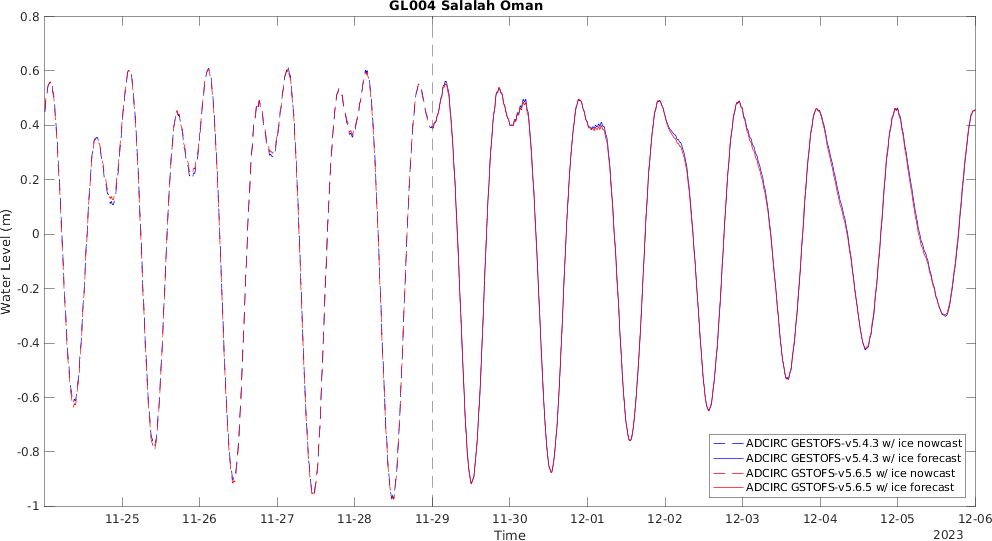 GL004 Salalah Oman
0.8
0.6
0.4
0.2
0
-0.2
-0.4
-0.6
-0.8
-1
Water Level (m)
ADCIRC GESTOFS-v5.4.3 w/ ice nowcast
ADCIRC GESTOFS-v5.4.3 w/ ice forecast
ADCIRC GSTOFS-v5.6.5 w/ ice nowcast
ADCIRC GSTOFS-v5.6.5 w/ ice forecast
11-25 11-26 11-27 11-28 11-29 11-30 12-01 12-02 12-03 12-04 12-05 12-06
Time
2023